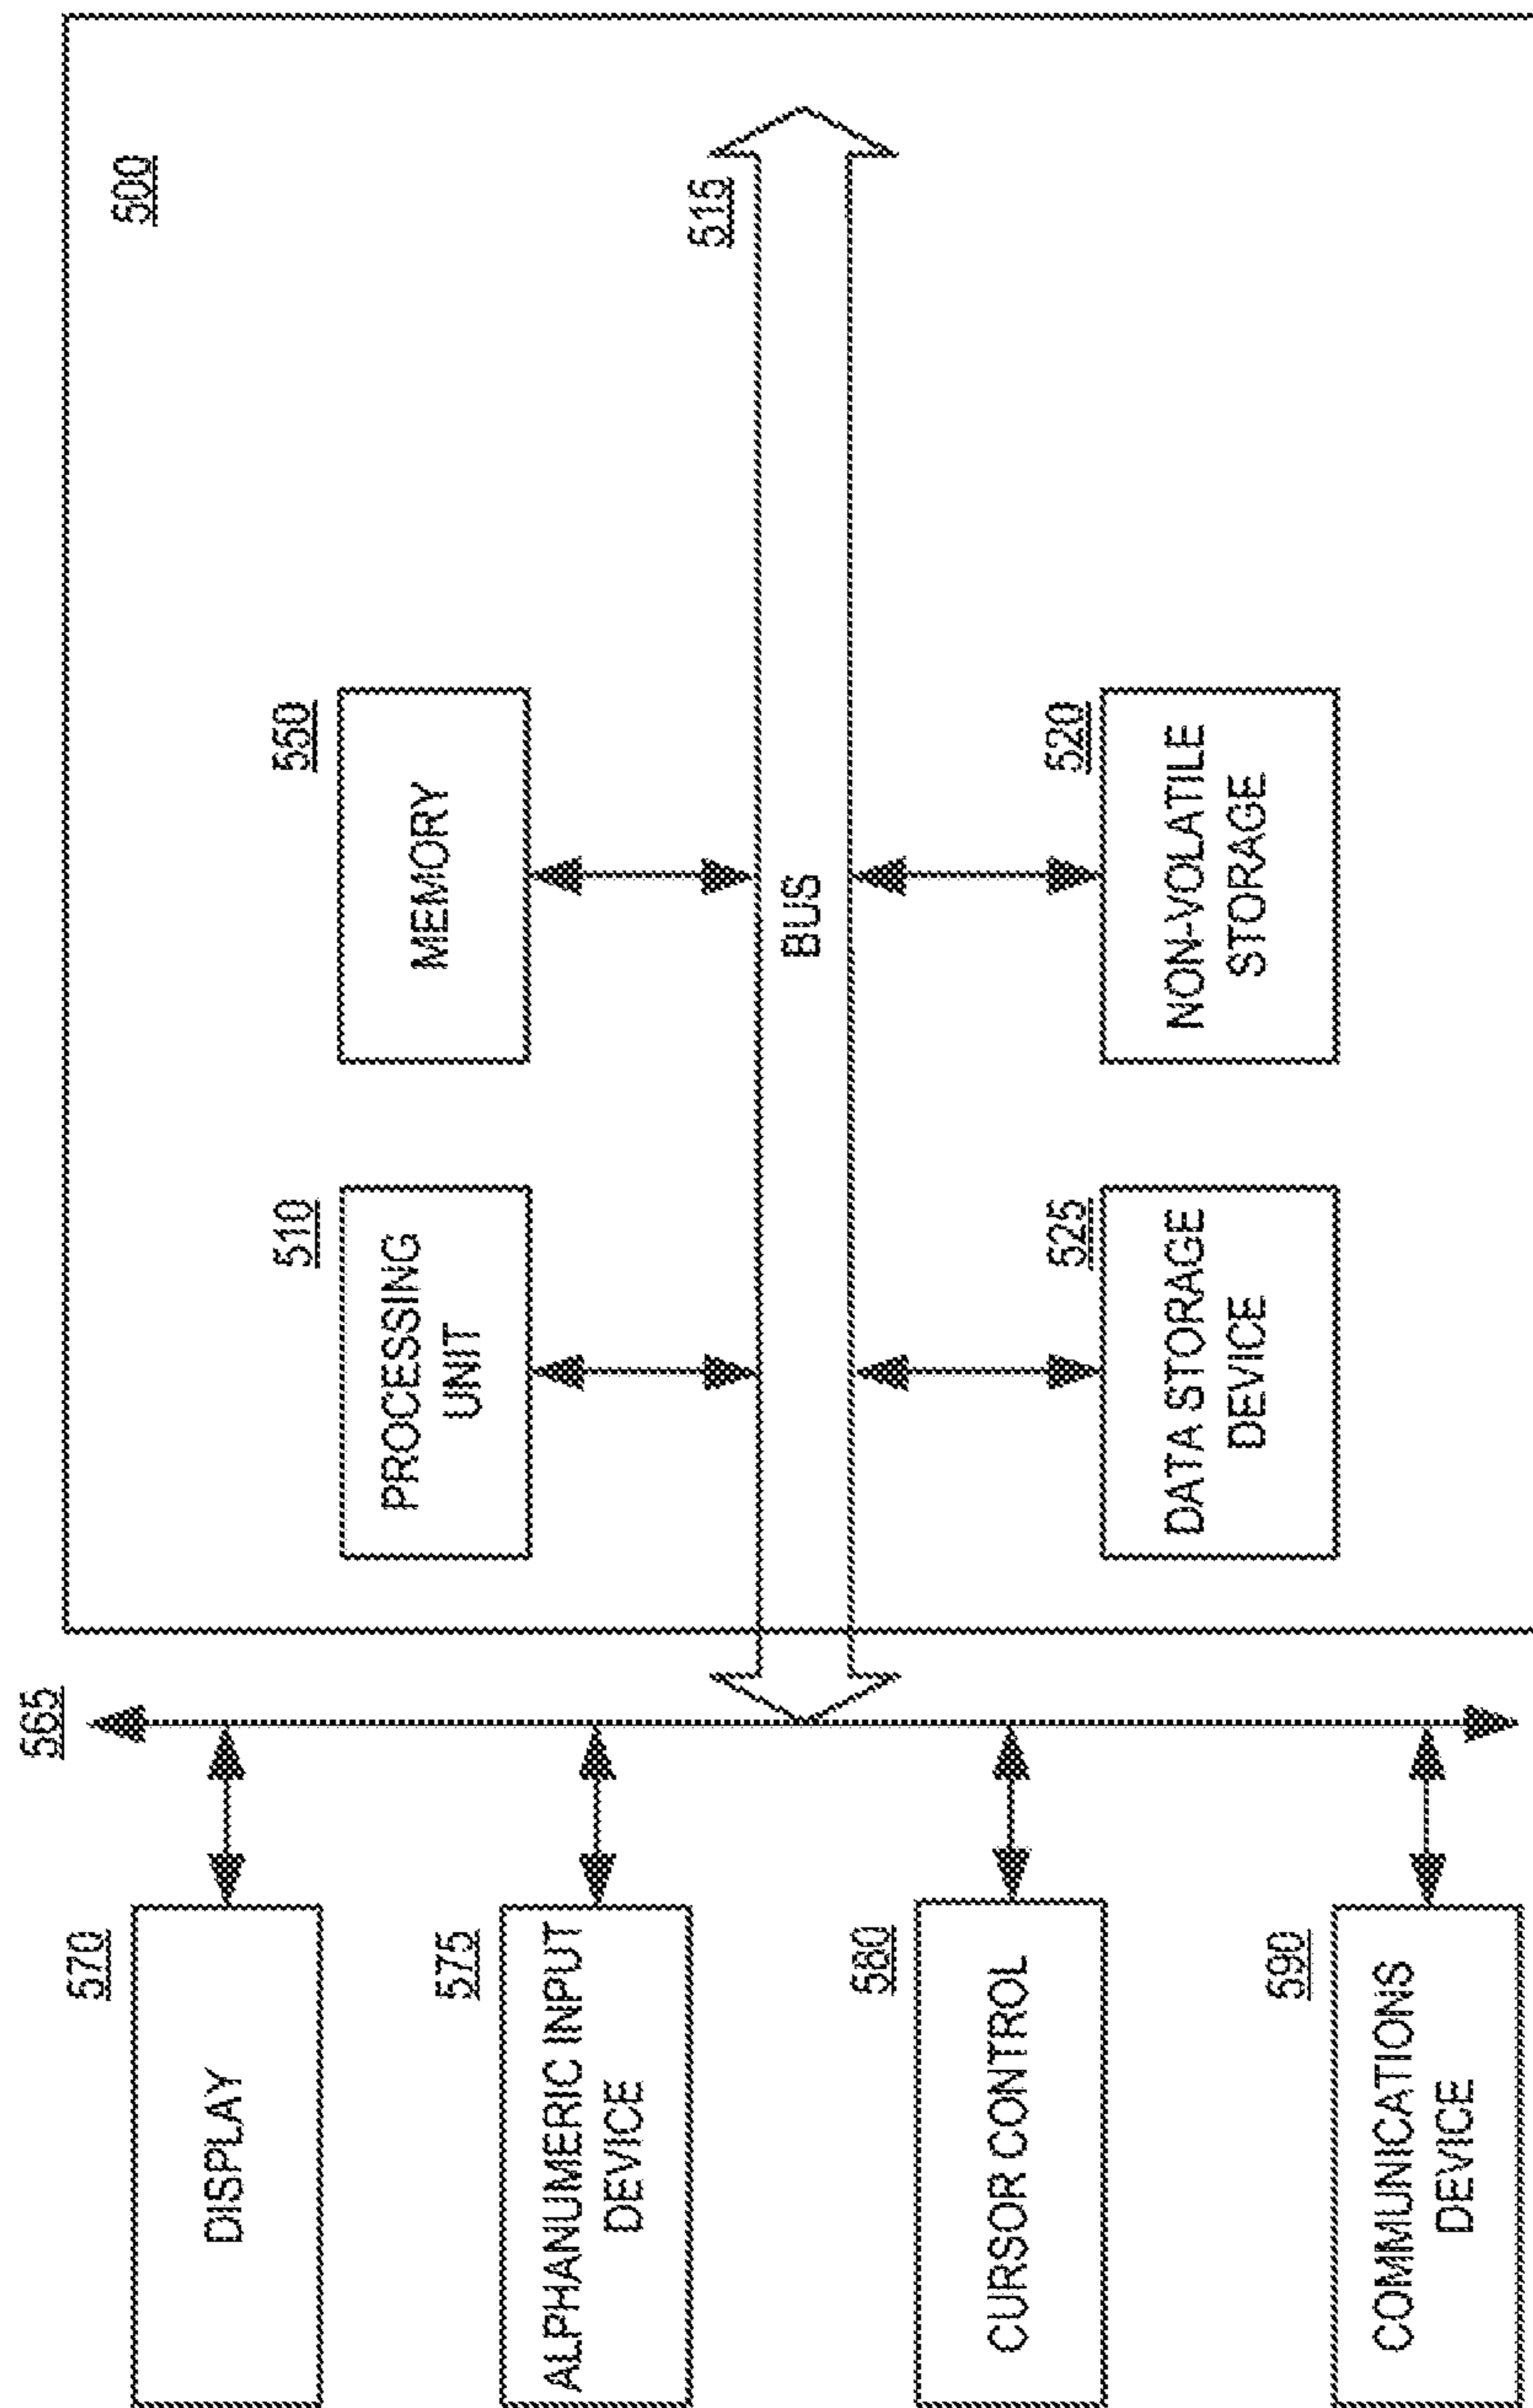 565
570
DISPLAY
575
ALPHANUMERIC INPUT
DEVICE
580
CURSOR CONTROL
590
COMMUNICATIONS
DEVICE
500
510
PROCESSING
UNIT
550
MEMORY
515
BUS
525
DATA STORAGE
DEVICE
520
NON-VOLATILE
STORAGE